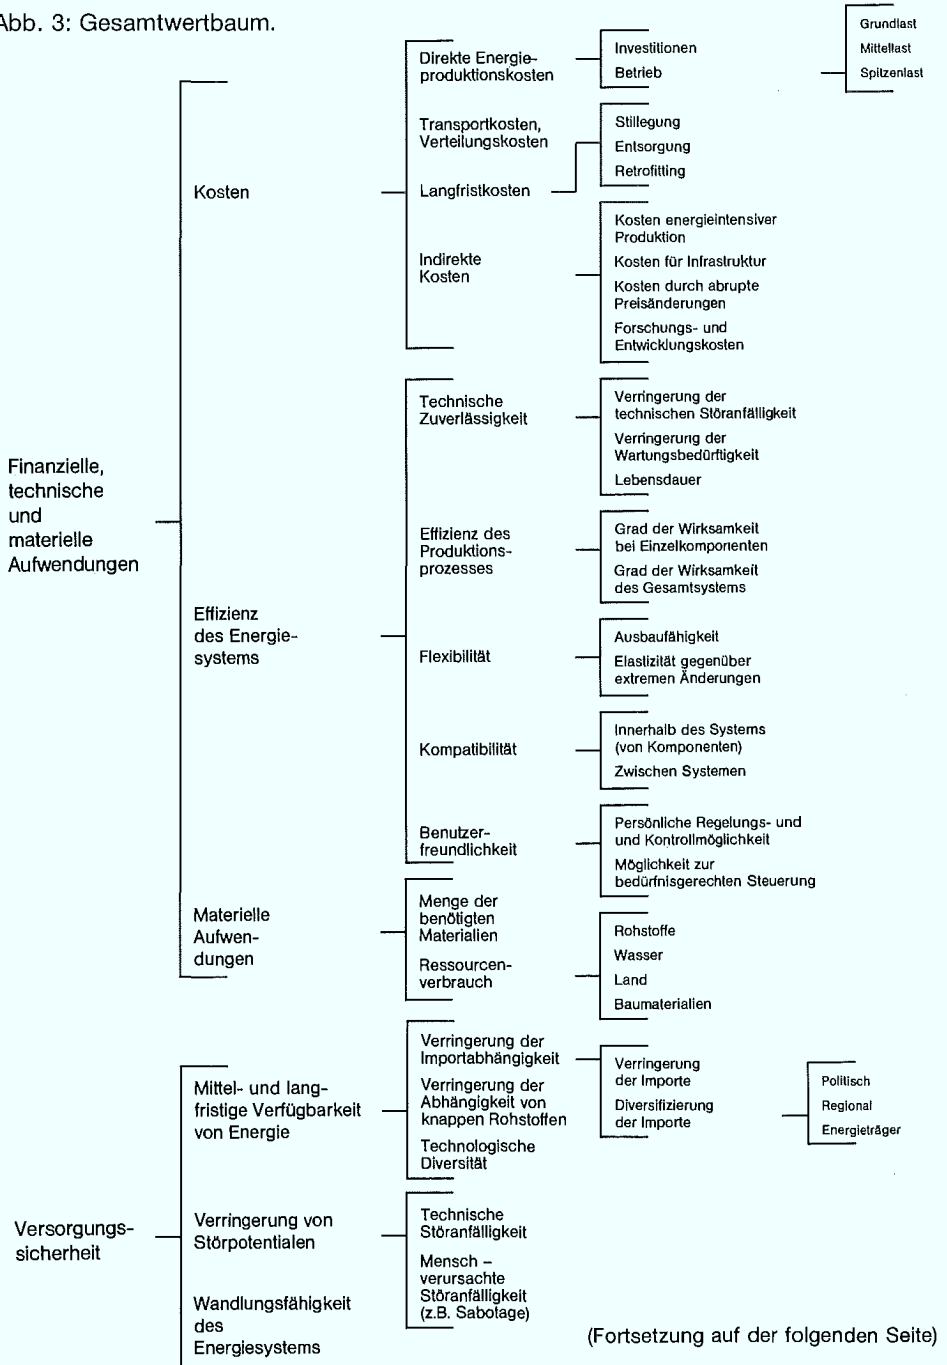 Abb. 3: Gesamtwertbaum.
Finanzielle,
technische
und
materielle
Aufwendungen
Kosten
Direkte Energie-
produktionskosten
Investitionen
Betrieb
Grundlast
Mittellast
Spitzenlast
Transportkosten,
Verteilungskosten
Langfristkosten
Stillegung
Entsorgung
Retrofitting
Indirekte
Kosten
Kosten energieintensiver
Produktion
Kosten für Infrastruktur
Kosten durch abrupte
Preisänderungen
Forschungs- und
Entwicklungskosten
Effizienz
des Energie-
systems
Technische
Zuverlässigkeit
Verringerung der
technischen Störanfälligkeit
Verringerung der
Wartungsbedürftigkeit
Lebensdauer
Effizienz des
Produktions-
prozesses
Grad der Wirksamkeit
bei Einzelkomponenten
Grad der Wirksamkeit
des Gesamtsystems
Flexibilität
Ausbaufähigkeit
Elastizität gegenüber
extremen Änderungen
Kompatibilität
Innerhalb des Systems
(von Komponenten)
Zwischen Systemen
Benutzer-
freundlichkeit
Persönliche Regelungs- und
und Kontrollmöglichkeit
Möglichkeit zur
bedürfnisgerechten Steuerung
Materielle
Aufwen-
dungen
Menge der
benötigten
Materialien
Ressourcen-
verbrauch
Rohstoffe
Wasser
Land
Baumaterialien
Versorgungs-
sicherheit
Mittel- und lang-
fristige Verfügbarkeit
von Energie
Verringerung der
Importabhängigkeit
Verringerung
der Importe
Diversifizierung
der Importe
Politisch
Regional
Energieträger
Verringerung der
Abhängigkeit von
knappen Rohstoffen
Technologische
Diversität
Verringerung von
Störpotentialen
Technische
Störanfälligkeit
Mensch –
verursachte
Störanfälligkeit
(z.B. Sabotage)
Wandlungsfähigkeit
des
Energiesystems
(Fortsetzung auf der folgenden Seite)